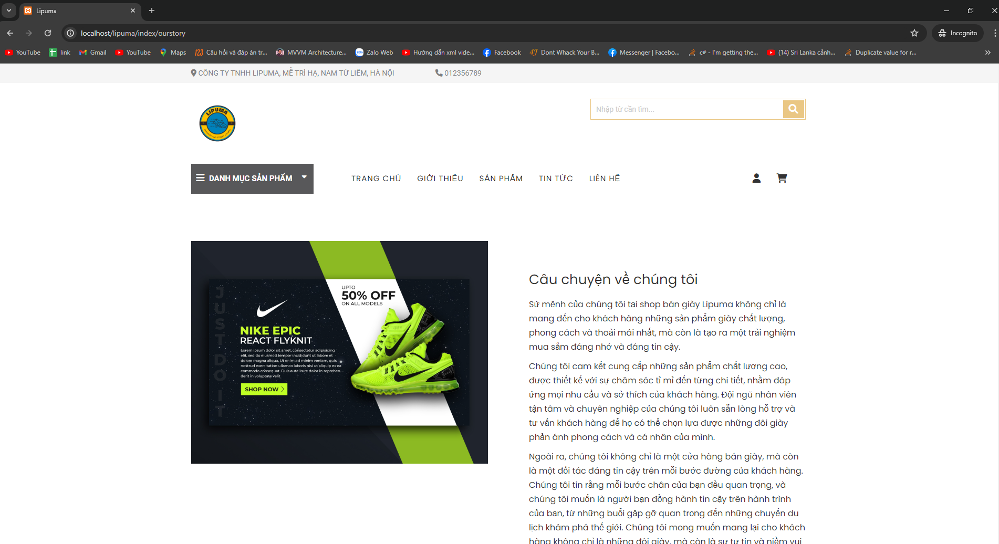 Lipuma
localhost/lipuma/index/ourstory
Incognito
YouTube
link
Gmail
YouTube
Maps
Câu hỏi và đáp án tr...
MVVM Architecture...
Zalo Web
Hướng dẫn xml vide...
Facebook
Dont Whack Your B...
Messenger | Facebo...
c# - I'm getting the...
(14) Sri Lanka cảnh...
Duplicate value for r...
CÔNG TY TNHH LIPUMA, MỄ TRÌ HẠ, NAM TỪ LIÊM, HÀ NỘI
012356789
LIPUMA
Nhập từ cần tìm...
DANH MỤC SẢN PHẨM
TRANG CHỦ
GIỚI THIỆU
SẢN PHẨM
TIN TỨC
LIÊN HỆ
JUST DO IT
UPTO
50% OFF
ON ALL MODELS
NIKE EPIC
REACT FLYKNIT
Lorem ipsum dolor sit amet, consectetur adipisicing
elit, sed do eiusmod tempor incididunt ut labore et
dolore magna aliqua. Ut enim ad minim veniam, quis
nostrud exercitation ullamco laboris nisi ut aliquip ex ea
commodo consequat. Duis aute irure dolor in reprehen-
derit in voluptate velit
SHOP NOW
Câu chuyện về chúng tôi
Sứ mệnh của chúng tôi tại shop bán giày Lipuma không chỉ là
mang đến cho khách hàng những sản phẩm giày chất lượng,
phong cách và thoải mái nhất, mà còn là tạo ra một trải nghiệm
mua sắm đáng nhớ và đáng tin cậy.
Chúng tôi cam kết cung cấp những sản phẩm chất lượng cao,
được thiết kế với sự chăm sóc tỉ mỉ đến từng chi tiết, nhằm đáp
ứng mọi nhu cầu và sở thích của khách hàng. Đội ngũ nhân viên
tận tâm và chuyên nghiệp của chúng tôi luôn sẵn lòng hỗ trợ và
tư vấn khách hàng để họ có thể chọn lựa được những đôi giày
phản ánh phong cách và cá nhân của mình.
Ngoài ra, chúng tôi không chỉ là một cửa hàng bán giày, mà còn
là một đối tác đáng tin cậy trên mỗi bước đường của khách hàng.
Chúng tôi tin rằng mỗi bước chân của bạn đều quan trọng, và
chúng tôi muốn là người bạn đồng hành tin cậy trên hành trình
của bạn, từ những buổi gặp gỡ quan trọng đến những chuyến du
lịch khám phá thế giới. Chúng tôi mong muốn mang lại cho khách
hàng không chỉ là những đôi giày, mà còn là sự tự tin và niềm vui